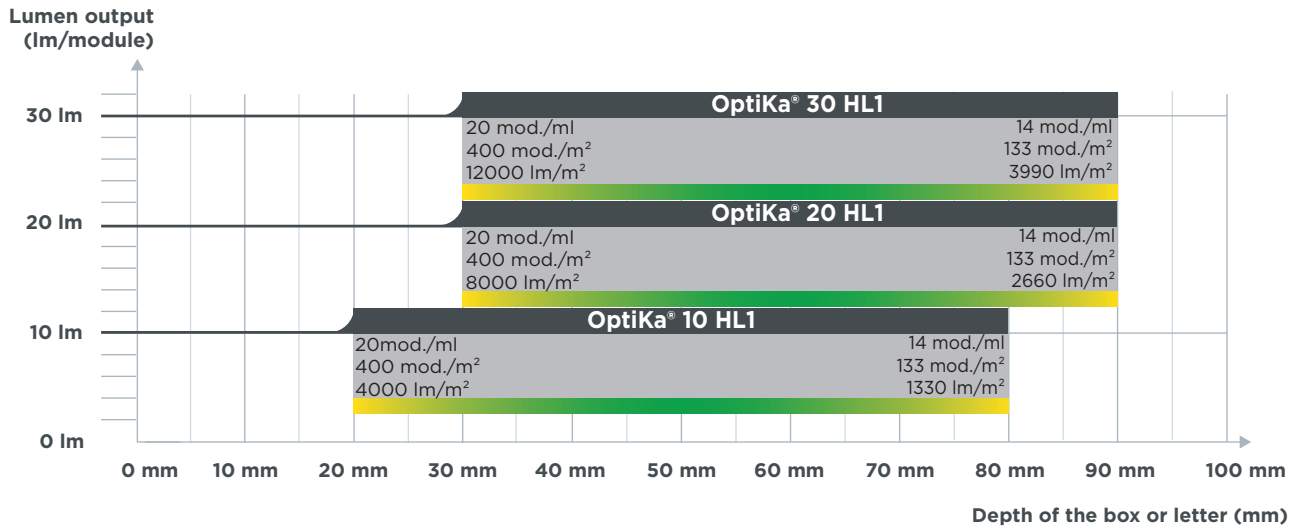 Lumen output
(lm/module)
30 lm
OptiKa® 30 HL1
20 mod./ml
14 mod./ml
400 mod./m²
133 mod./m²
12000 lm/m²
3990 lm/m²
20 lm
OptiKa® 20 HL1
20 mod./ml
14 mod./ml
400 mod./m²
133 mod./m²
8000 lm/m²
2660 lm/m²
10 lm
OptiKa® 10 HL1
20mod./ml
14 mod./ml
400 mod./m²
133 mod./m²
4000 lm/m²
1330 lm/m²
0 lm
0 mm 10 mm 20 mm 30 mm 40 mm 50 mm 60 mm 70 mm 80 mm 90 mm 100 mm
Depth of the box or letter (mm)